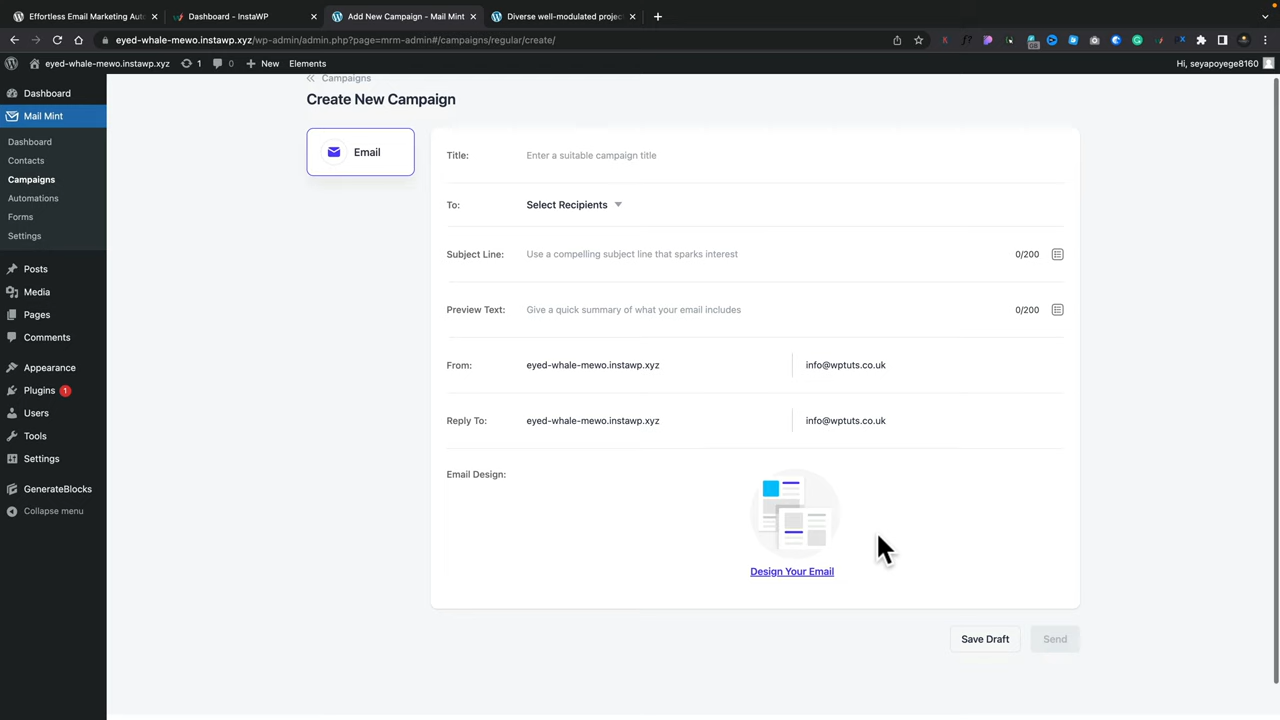 Effortless Email Marketing Auto
Dashboard - InstaWP
Add New Campaign - Mail Mint
Diverse well-modulated project
eyed-whale-mewo.instawp.xyz/wp-admin/admin.php?page=mrm-admin#/campaigns/regular/create/
eyed-whale-mewo.instawp.xyz
1
0
New
Elements
Hi, seyapoyege8160
Dashboard
Mail Mint
Dashboard
Contacts
Campaigns
Automations
Forms
Settings
Posts
Media
Pages
Comments
Appearance
Plugins 1
Users
Tools
Settings
GenerateBlocks
Collapse menu
Campaigns
Create New Campaign
Email
Title: Enter a suitable campaign title
To: Select Recipients
Subject Line: Use a compelling subject line that sparks interest 0/200
Preview Text: Give a quick summary of what your email includes 0/200
From: eyed-whale-mewo.instawp.xyz info@wptuts.co.uk
Reply To: eyed-whale-mewo.instawp.xyz info@wptuts.co.uk
Email Design:
Design Your Email
Save Draft Send